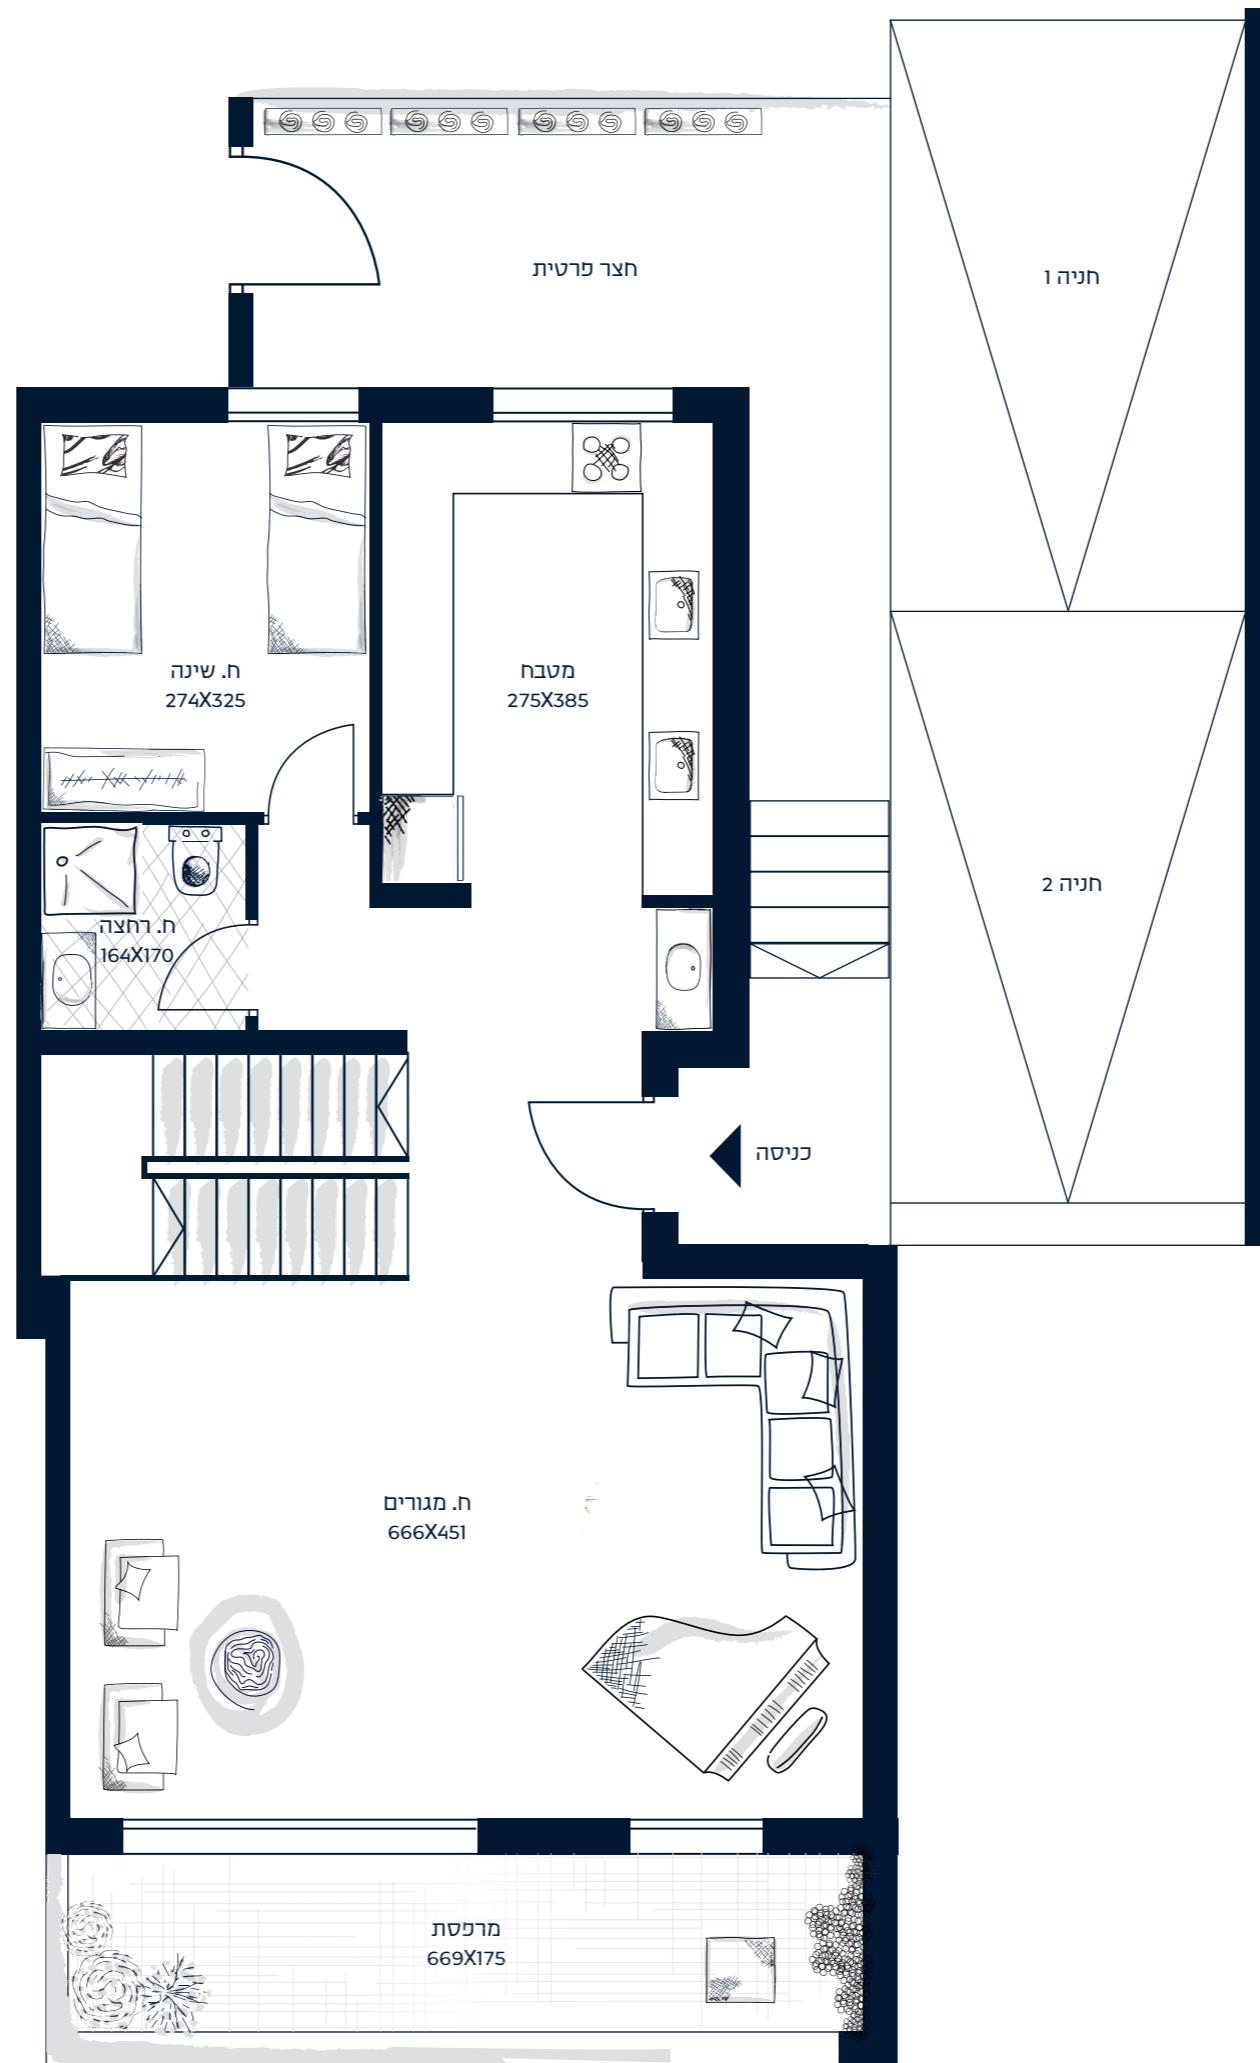 חצר פרטית
חניה 1
ח. שינה
274X325
מטבח
275X385
חניה 2
ח. רחצה
164X170
כניסה
ח. מגורים
666X451
מרפסת
669X175